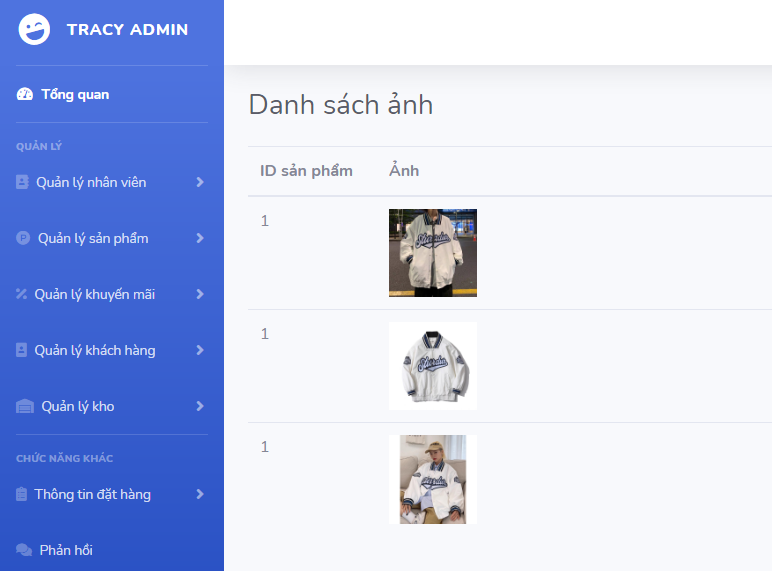 TRACY ADMIN
Tổng quan
QUẢN LÝ
Quản lý nhân viên
Quản lý sản phẩm
Quản lý khuyến mãi
Quản lý khách hàng
Quản lý kho
CHỨC NĂNG KHÁC
Thông tin đặt hàng
Phản hồi
Danh sách ảnh
ID sản phẩm Ảnh
1
1
1